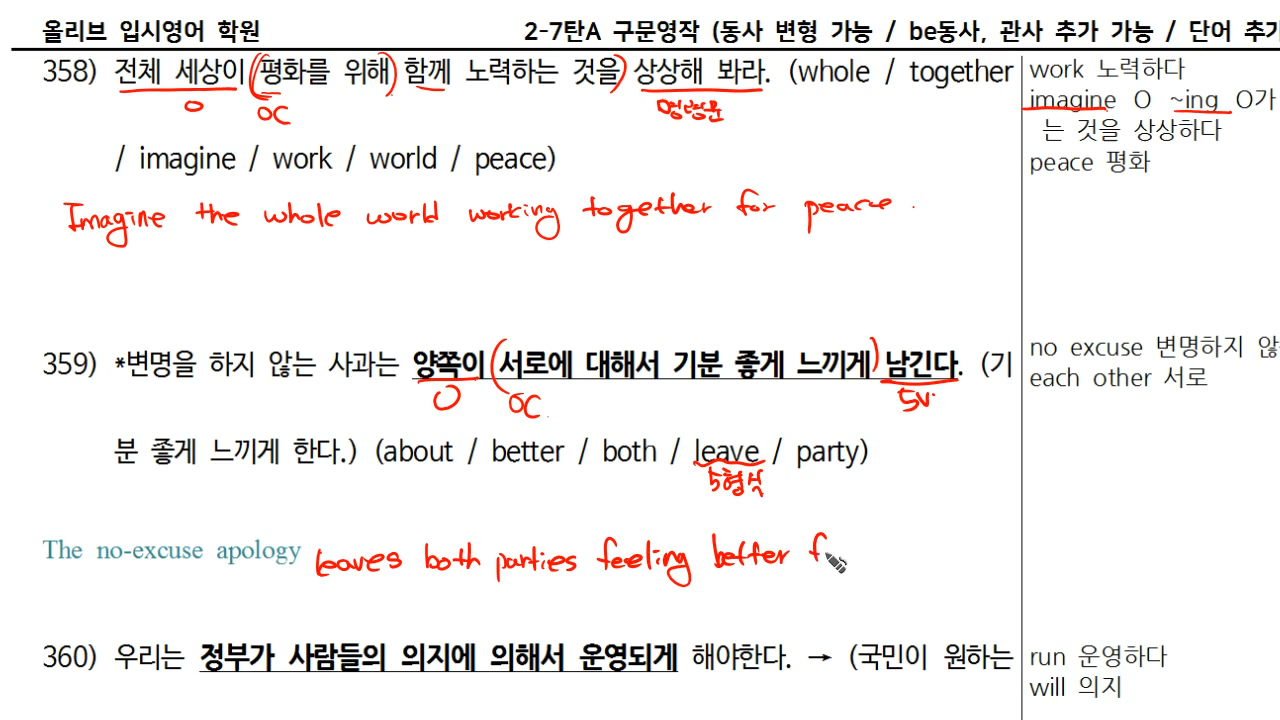 올리브 입시영어 학원 2-7탄A 구문영작 (동사 변형 가능 / be동사, 관사 추가 가능 / 단어 추가
358) 전체 세상이 (평화를 위해) 함께 노력하는 것을) 상상해 봐라. (whole / together
O OC 명령문
/ imagine / work / world / peace)
Imagine the whole world working together for peace.
359) *변명을 하지 않는 사과는 양쪽이 (서로에 대해서 기분 좋게 느끼게) 남긴다. (기
O OC 5V.
분 좋게 느끼게 한다.) (about / better / both / leave / party)
5형식
The no-excuse apology leaves both parties feeling better f
360) 우리는 정부가 사람들의 의지에 의해서 운영되게 해야한다. → (국민이 원하는
work 노력하다
imagine O ~ing O가
는 것을 상상하다
peace 평화
no excuse 변명하지 않
each other 서로
run 운영하다
will 의지